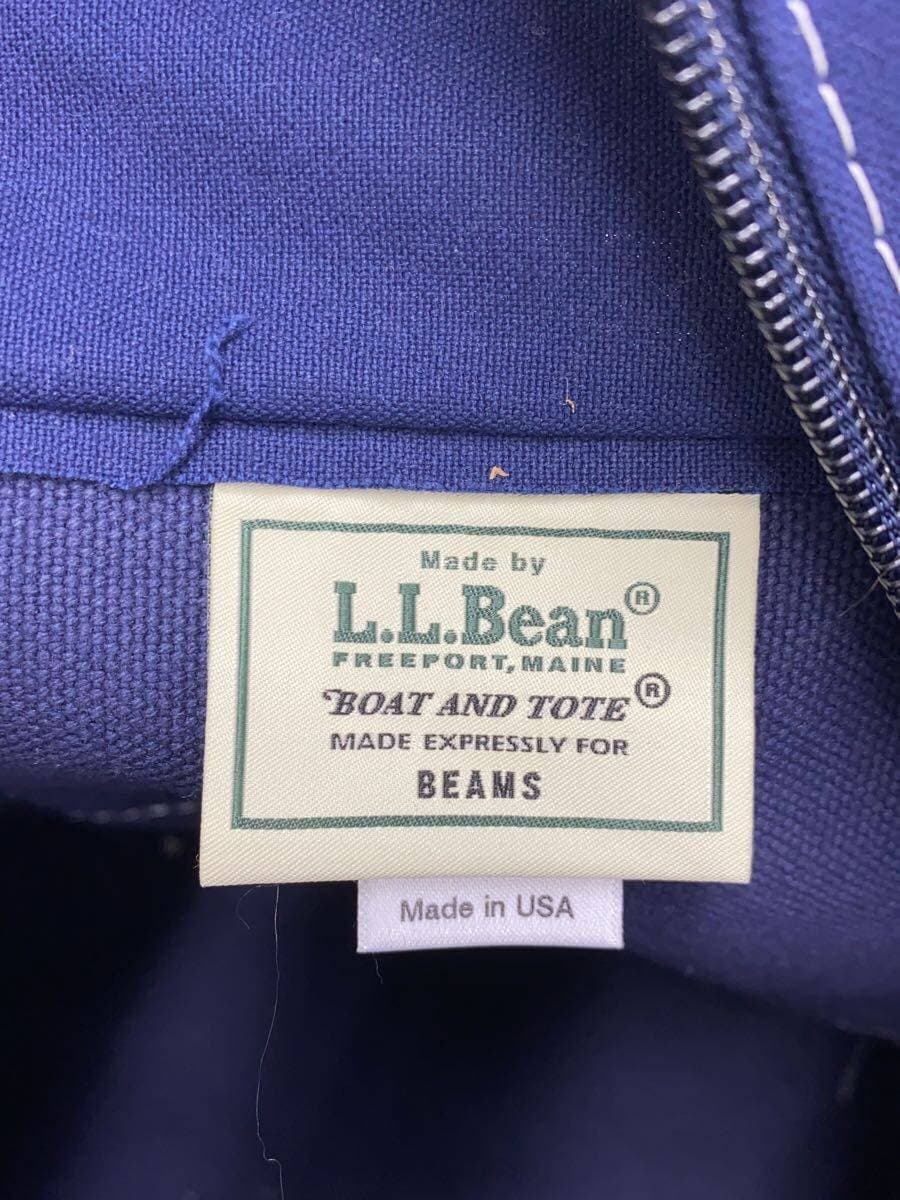 Made by
L.L.Bean®
FREEPORT, MAINE
BOAT AND TOTE®
MADE EXPRESSLY FOR
BEAMS
Made in USA